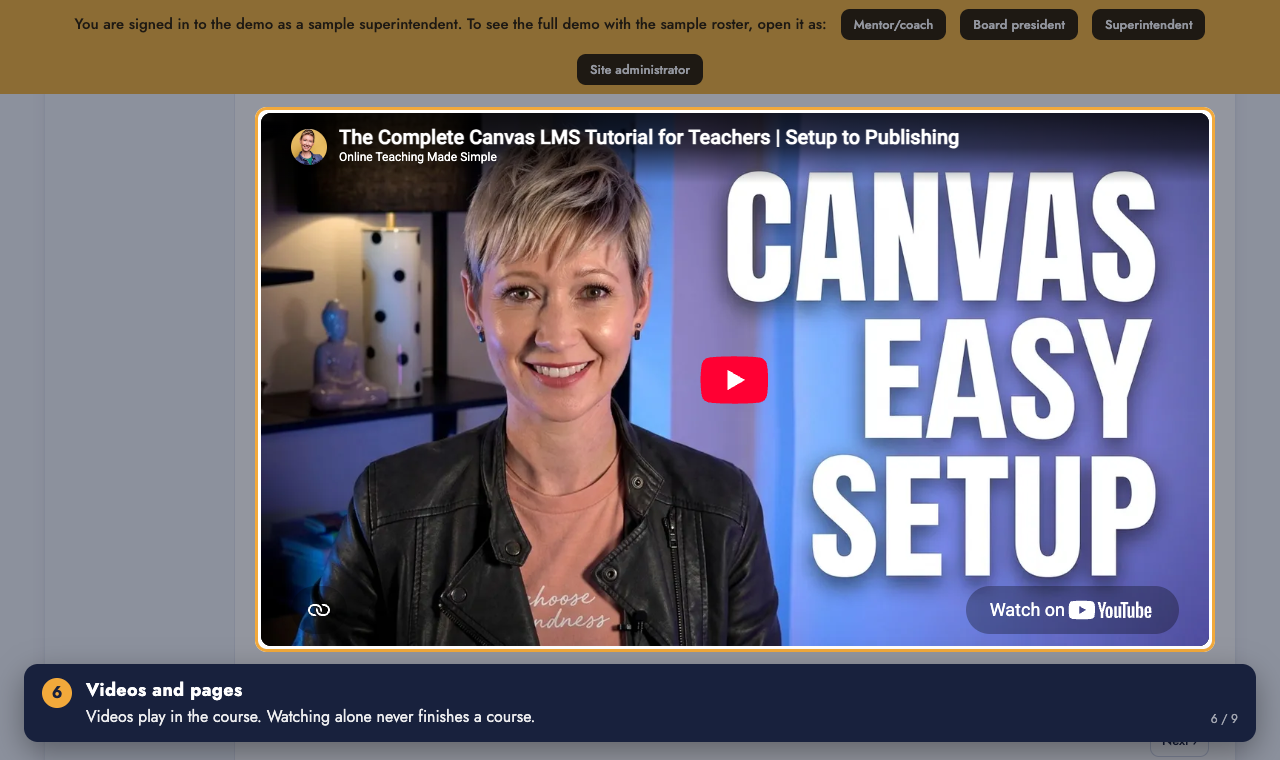 You are signed in to the demo as a sample superintendent. To see the full demo with the sample roster, open it as:
Mentor/coach
Board president
Superintendent
Site administrator
The Complete Canvas LMS Tutorial for Teachers | Setup to Publishing
Online Teaching Made Simple
CANVAS
EASY
SETUP
choose
kindness
Watch on YouTube
6
Videos and pages
Videos play in the course. Watching alone never finishes a course.
6 / 9
Next